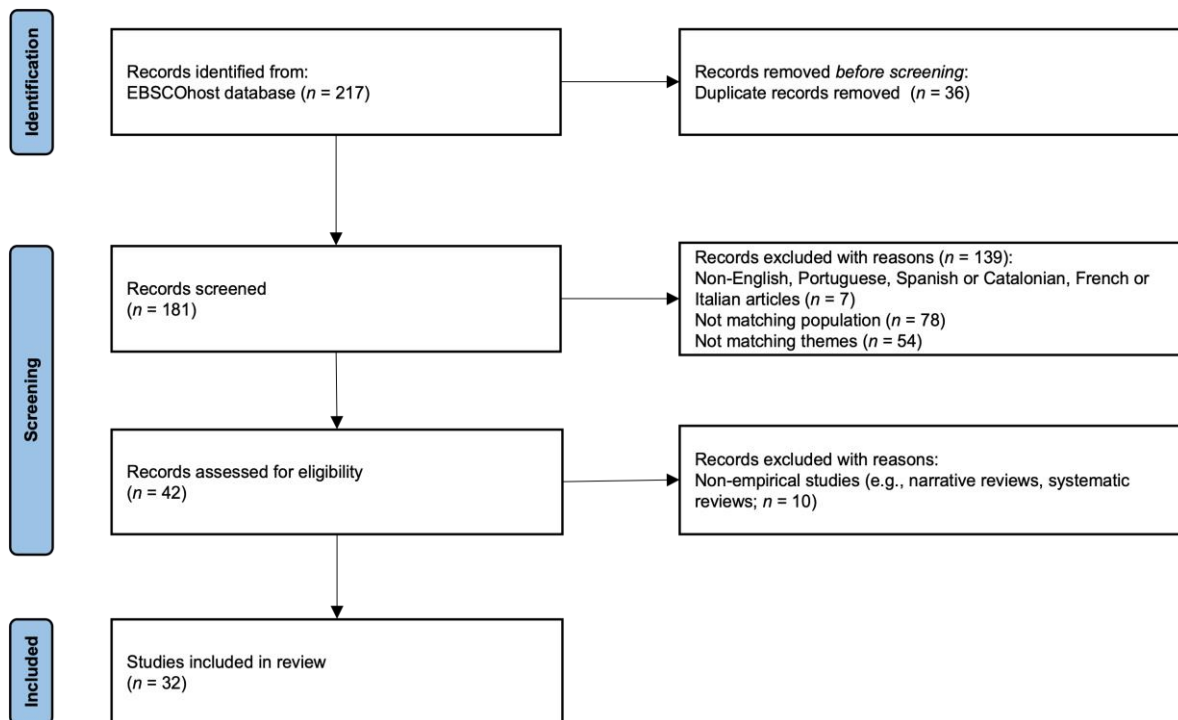 Identification
Records identified from:
EBSCOhost database (n = 217)
Records removed before screening:
Duplicate records removed (n = 36)
Screening
Records screened
(n = 181)
Records excluded with reasons (n = 139):
Non-English, Portuguese, Spanish or Catalonian, French or
Italian articles (n = 7)
Not matching population (n = 78)
Not matching themes (n = 54)
Records assessed for eligibility
(n = 42)
Records excluded with reasons:
Non-empirical studies (e.g., narrative reviews, systematic
reviews; n = 10)
Included
Studies included in review
(n = 32)